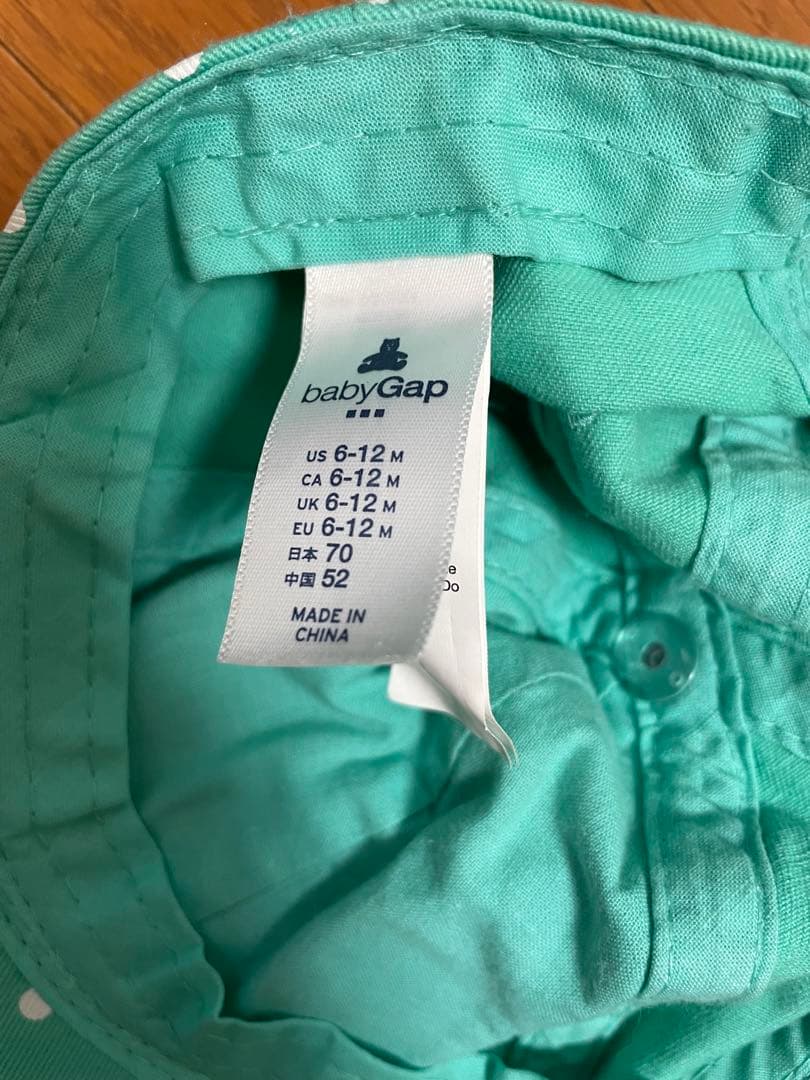 babyGap
US 6-12 M
CA 6-12 M
UK 6-12 M
EU 6-12 M
日本 70
中国 52
MADE IN
CHINA
e
Do